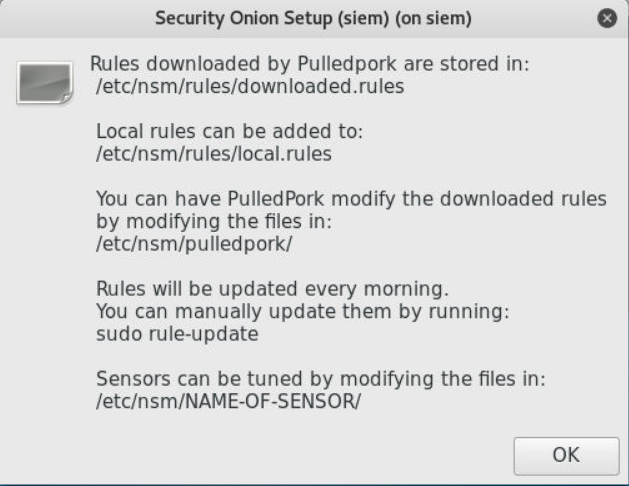 Security Onion Setup (siem) (on siem)
Rules downloaded by Pulledpork are stored in:
/etc/nsm/rules/downloaded.rules
Local rules can be added to:
/etc/nsm/rules/local.rules
You can have PulledPork modify the downloaded rules
by modifying the files in:
/etc/nsm/pulledpork/
Rules will be updated every morning.
You can manually update them by running:
sudo rule-update
Sensors can be tuned by modifying the files in:
/etc/nsm/NAME-OF-SENSOR/
OK